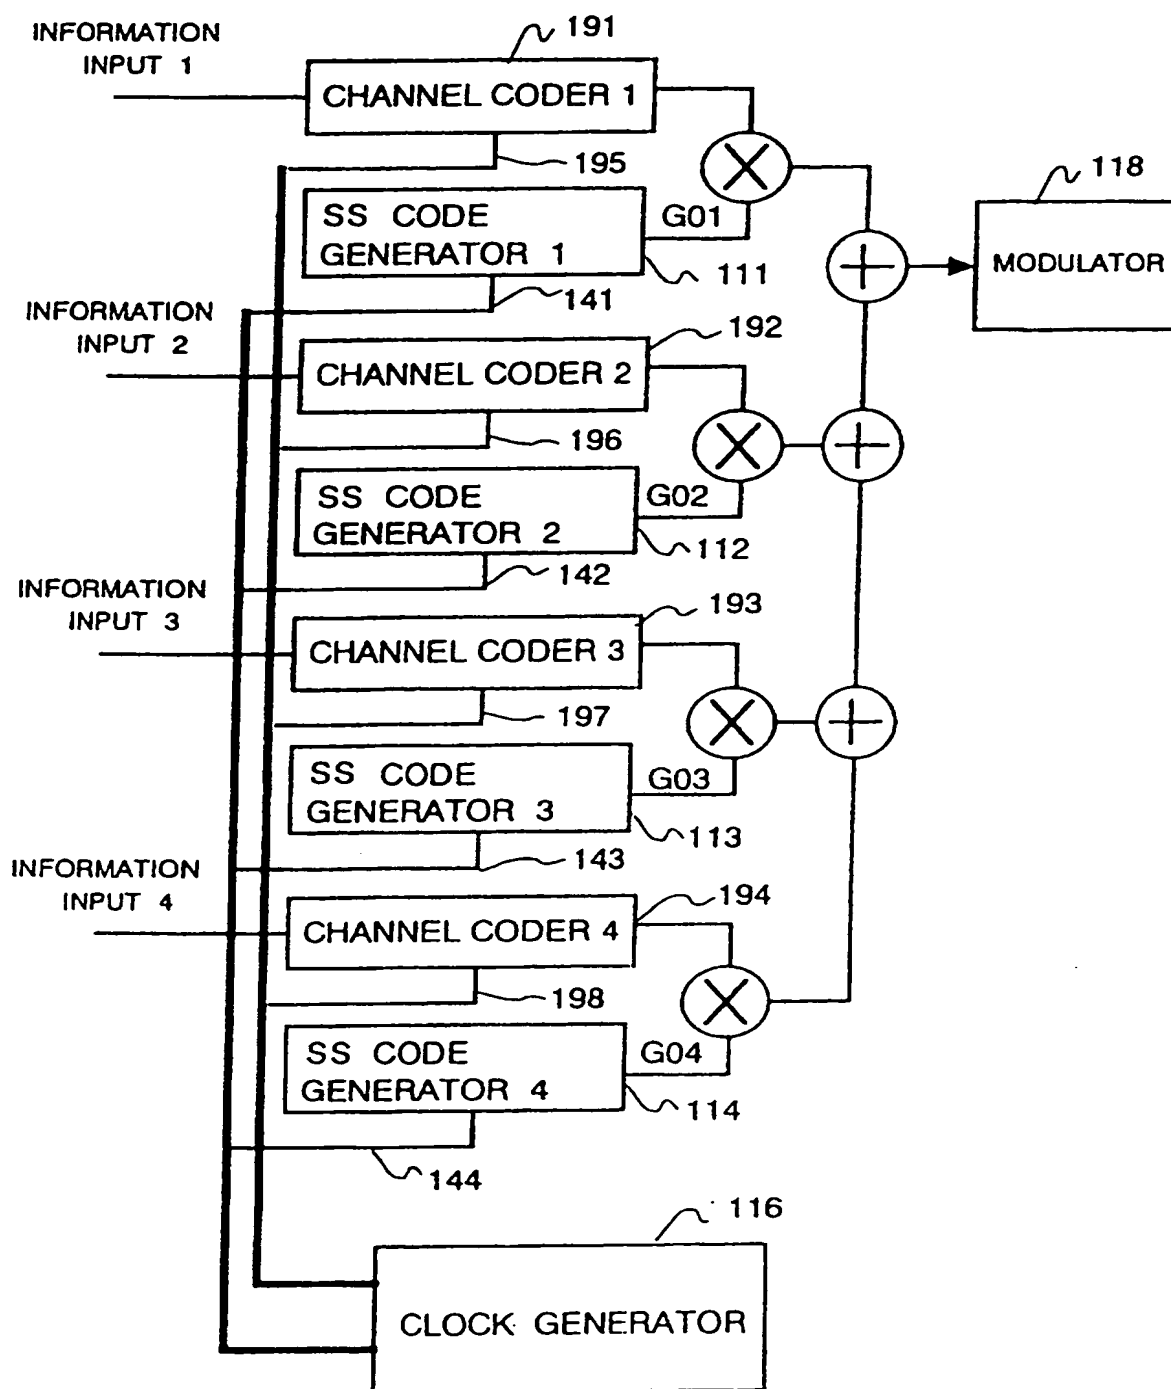 INFORMATION
INPUT 1
191
CHANNEL CODER 1
195
118
SS CODE
GENERATOR 1
G01
111
MODULATOR
141
INFORMATION
INPUT 2
192
CHANNEL CODER 2
196
SS CODE
GENERATOR 2
G02
112
142
INFORMATION
INPUT 3
193
CHANNEL CODER 3
197
SS CODE
GENERATOR 3
G03
113
143
INFORMATION
INPUT 4
194
CHANNEL CODER 4
198
SS CODE
GENERATOR 4
G04
114
144
116
CLOCK GENERATOR